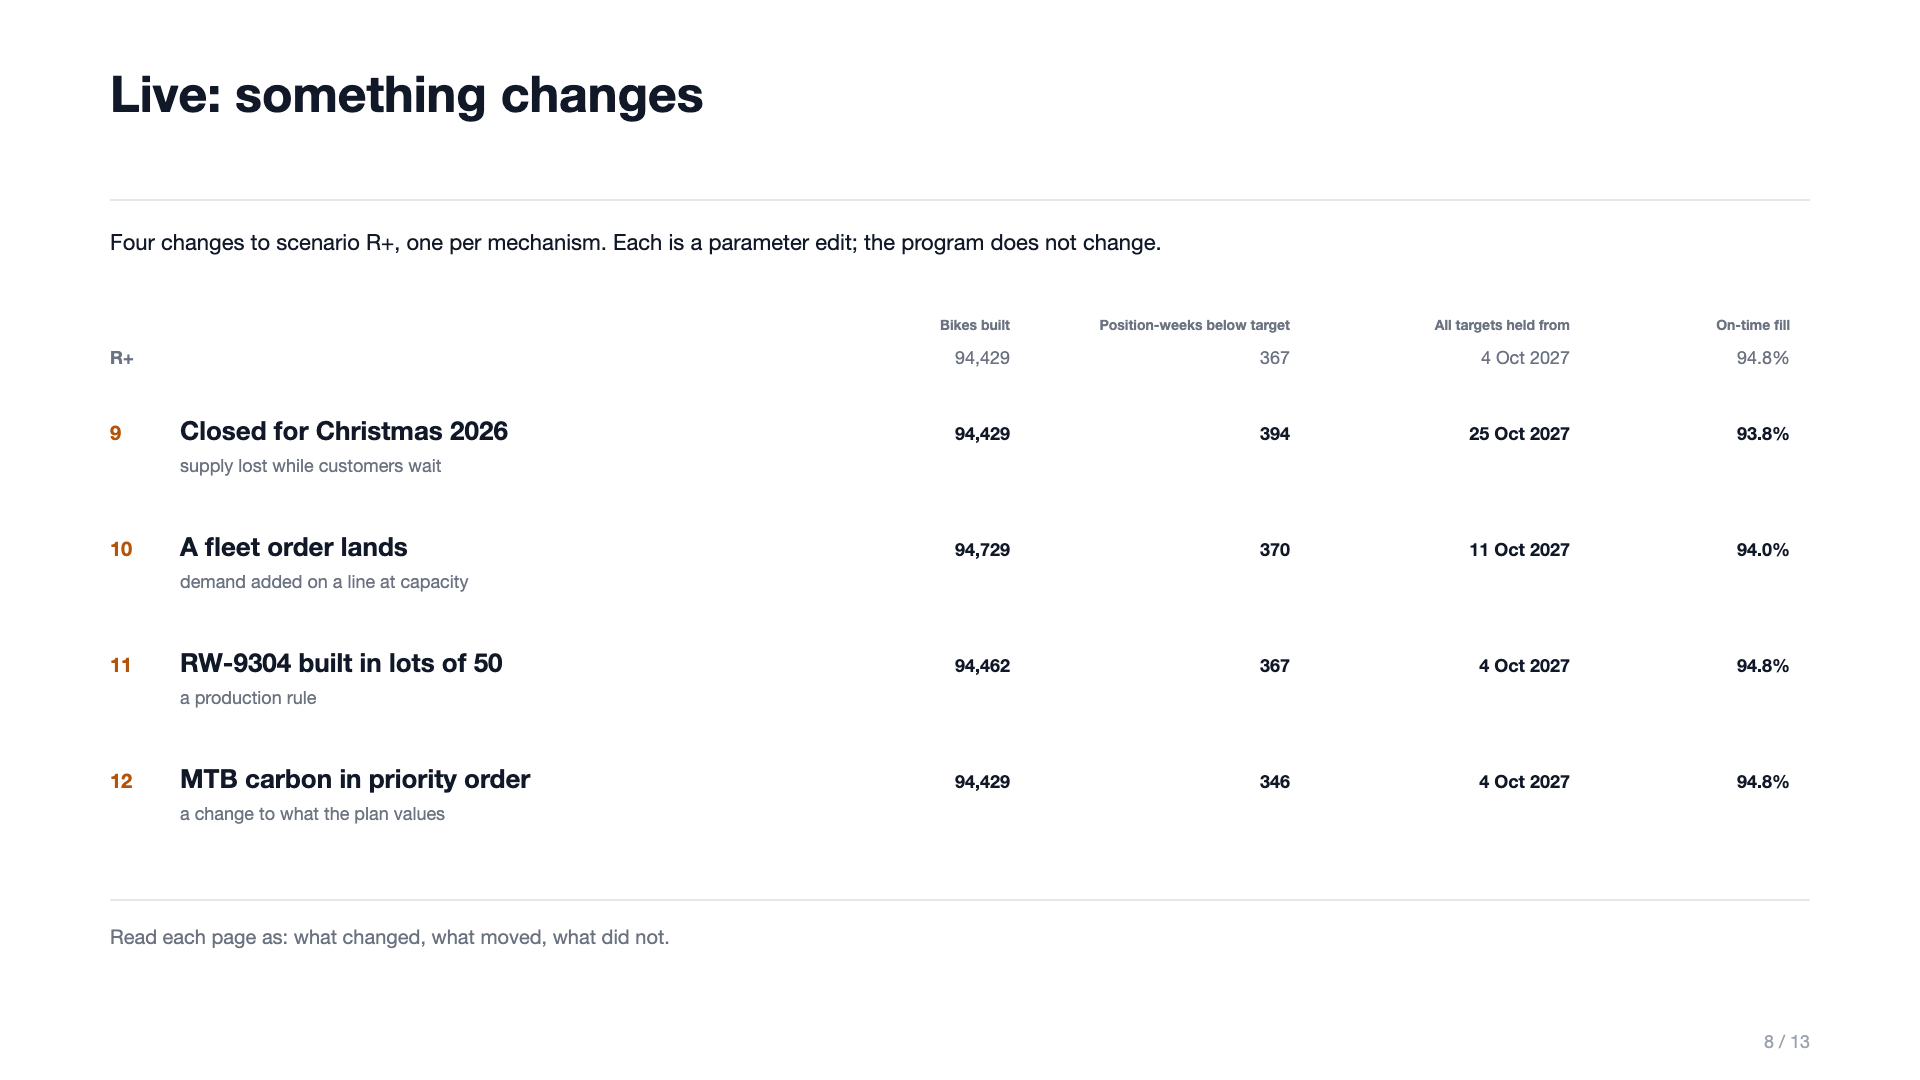 Live: something changes
Four changes to scenario R+, one per mechanism. Each is a parameter edit; the program does not change.
Bikes built Position-weeks below target All targets held from On-time fill
R+ 94,429 367 4 Oct 2027 94.8%
9 Closed for Christmas 2026 94,429 394 25 Oct 2027 93.8%
supply lost while customers wait
10 A fleet order lands 94,729 370 11 Oct 2027 94.0%
demand added on a line at capacity
11 RW-9304 built in lots of 50 94,462 367 4 Oct 2027 94.8%
a production rule
12 MTB carbon in priority order 94,429 346 4 Oct 2027 94.8%
a change to what the plan values
Read each page as: what changed, what moved, what did not.
8 / 13